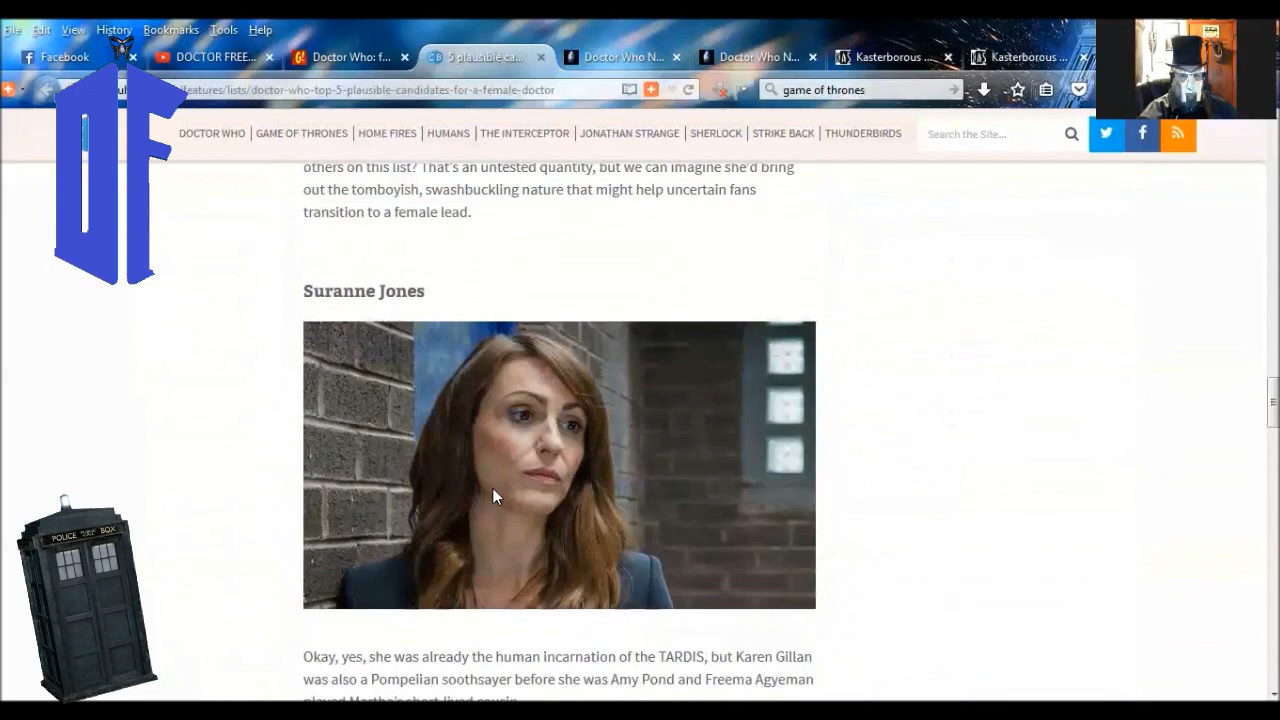 File Edit View History Bookmarks Tools Help
Facebook
DOCTOR FREE...
Doctor Who: f...
5 plausible ca...
Doctor Who N...
Doctor Who N...
Kasterborous ...
Kasterborous ...
/features/lists/doctor-who-top-5-plausible-candidates-for-a-female-doctor
game of thrones
DOCTOR WHO | GAME OF THRONES | HOME FIRES | HUMANS | THE INTERCEPTOR | JONATHAN STRANGE | SHERLOCK | STRIKE BACK | THUNDERBIRDS
Search the Site...
others on this list? That's an untested quantity, but we can imagine she'd bring
out the tomboyish, swashbuckling nature that might help uncertain fans
transition to a female lead.
Suranne Jones
POLICE BOX
Okay, yes, she was already the human incarnation of the TARDIS, but Karen Gillan
was also a Pompeiian soothsayer before she was Amy Pond and Freema Agyeman
played Martha's short-lived cousin